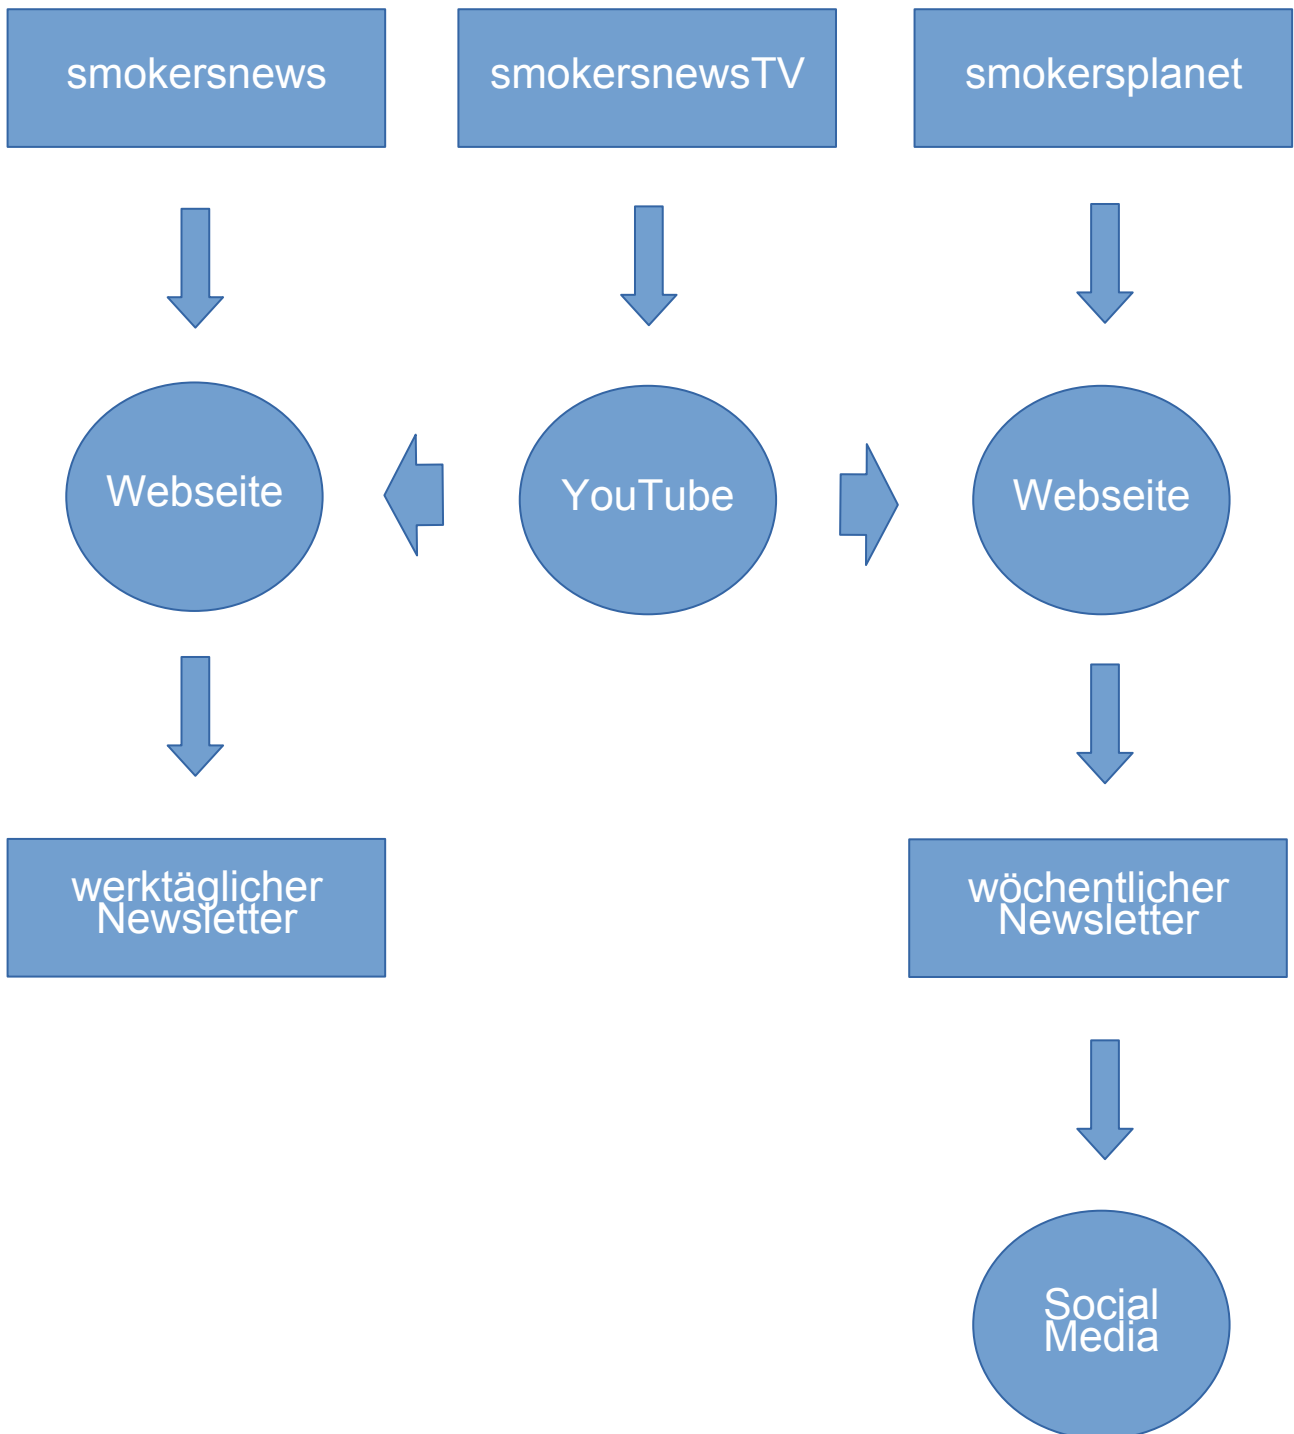 smokersnews
smokersnewsTV
smokersplanet
Webseite
YouTube
Webseite
werktäglicher
Newsletter
wöchentlicher
Newsletter
Social
Media